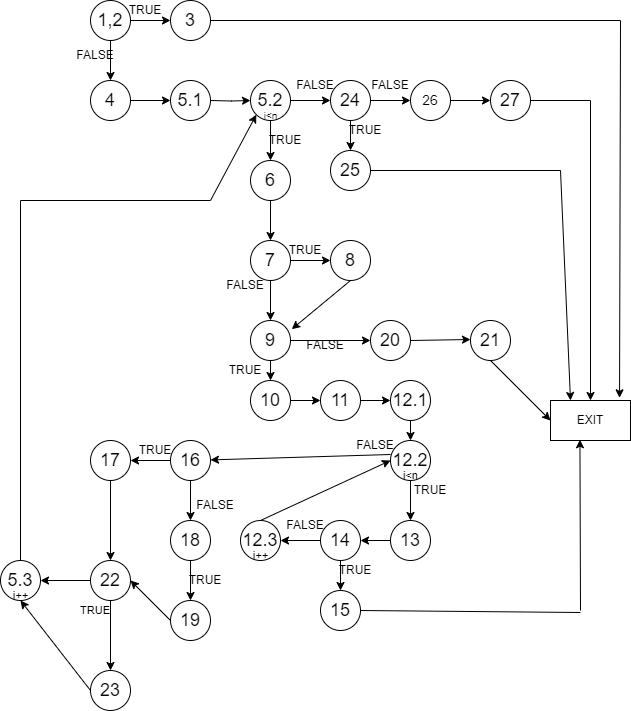 1,2
TRUE
3
FALSE
4
5.1
5.2
i<n
FALSE
24
FALSE
26
27
TRUE
TRUE
6
25
7
TRUE
8
FALSE
9
FALSE
20
21
TRUE
10
11
12.1
EXIT
17
TRUE
16
FALSE
12.2
i<n
TRUE
FALSE
18
12.3
i++
FALSE
14
13
5.3
i++
22
TRUE
TRUE
TRUE
19
15
23